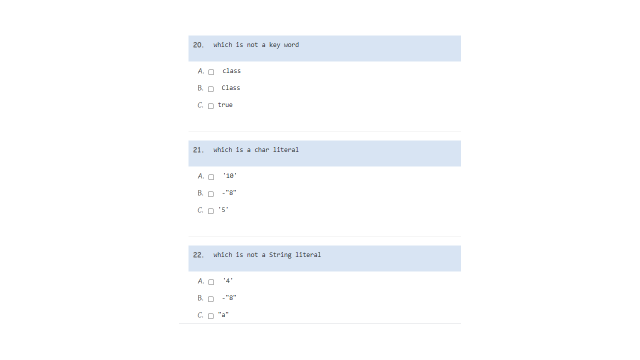 20. which is not a key word
A. class
B. Class
C. true
21. which is a char literal
A. '10'
B. -"8"
C. '5'
22. which is not a String literal
A. '4'
B. -"8"
C. "a"